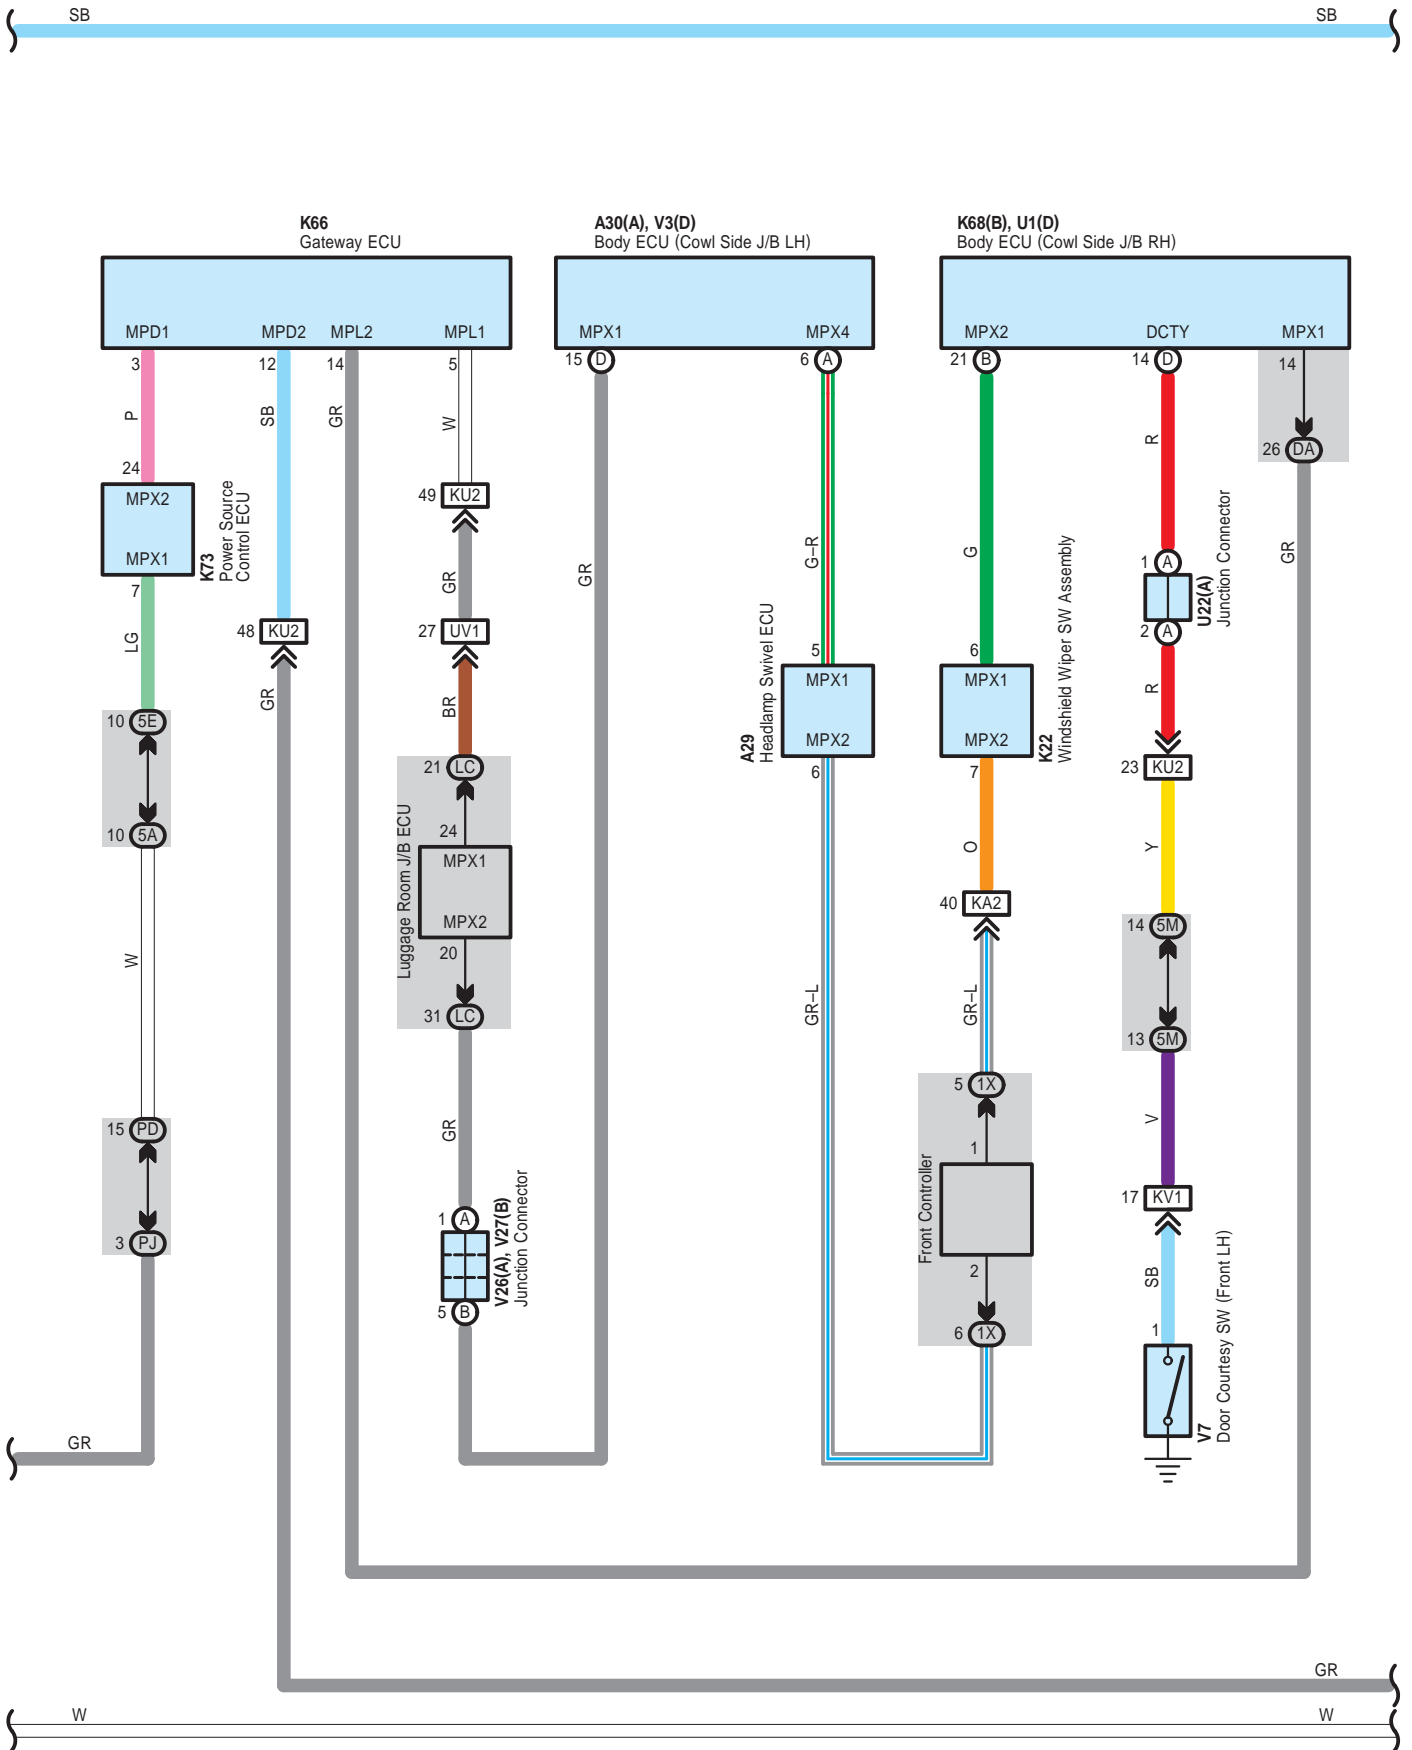 SB SB
K66
Gateway ECU
A30(A), V3(D)
Body ECU (Cowl Side J/B LH)
K68(B), U1(D)
Body ECU (Cowl Side J/B RH)
MPD1 MPD2 MPL2 MPL1 MPX1 MPX4 MPX2 DCTY MPX1
3 12 14 5 15 D 6 A 21 B 14 D 14
P SB GR W R
26 DA
24
MPX2
MPX1
K73
Power Source
Control ECU
7
49 KU2
GR
GR
G–R
G
GR
1 A
U22(A)
Junction Connector
2 A
LG
48 KU2
27 UV1
GR
BR
R
5
MPX1
MPX2
A29
Headlamp Swivel ECU
6
6
MPX1
MPX2
K22
Windshield Wiper SW Assembly
7
10 5E
10 5A
21 LC
24
MPX1
MPX2
Luggage Room J/B ECU
20
31 LC
23 KU2
O
Y
40 KA2
14 5M
13 5M
W
GR–L
GR–L
5 1X
1
Front Controller
2
6 1X
V
15 PD
3 PJ
GR
1 A
V26(A), V27(B)
Junction Connector
5 B
17 KV1
SB
1
V7
Door Courtesy SW (Front LH)
GR
GR
W W